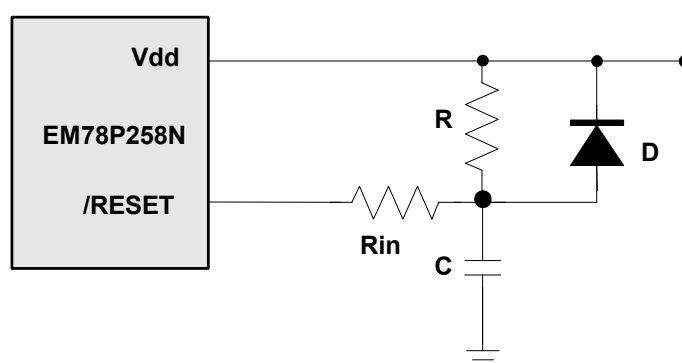 Vdd
R
EM78P258N
D
/RESET
Rin
C